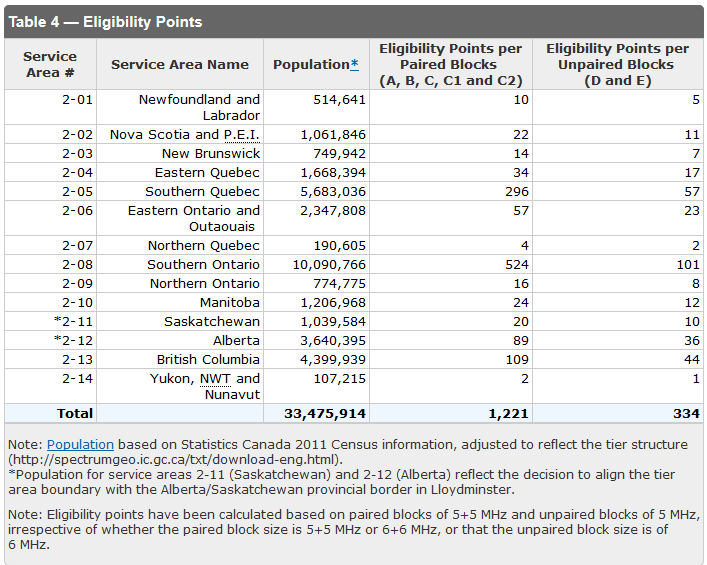 Table 4 — Eligibility Points
Service Area # Service Area Name Population* Eligibility Points per Paired Blocks (A, B, C, C1 and C2) Eligibility Points per Unpaired Blocks (D and E)
2-01 Newfoundland and Labrador 514,641 10 5
2-02 Nova Scotia and P.E.I. 1,061,846 22 11
2-03 New Brunswick 749,942 14 7
2-04 Eastern Quebec 1,668,394 34 17
2-05 Southern Quebec 5,683,036 296 57
2-06 Eastern Ontario and Outaouais 2,347,808 57 23
2-07 Northern Quebec 190,605 4 2
2-08 Southern Ontario 10,090,766 524 101
2-09 Northern Ontario 774,775 16 8
2-10 Manitoba 1,206,968 24 12
*2-11 Saskatchewan 1,039,584 20 10
*2-12 Alberta 3,640,395 89 36
2-13 British Columbia 4,399,939 109 44
2-14 Yukon, NWT and Nunavut 107,215 2 1
Total 33,475,914 1,221 334
Note: Population based on Statistics Canada 2011 Census information, adjusted to reflect the tier structure
(http://spectrumgeo.ic.gc.ca/txt/download-eng.html).
*Population for service areas 2-11 (Saskatchewan) and 2-12 (Alberta) reflect the decision to align the tier
area boundary with the Alberta/Saskatchewan provincial border in Lloydminster.
Note: Eligibility points have been calculated based on paired blocks of 5+5 MHz and unpaired blocks of 5 MHz,
irrespective of whether the paired block size is 5+5 MHz or 6+6 MHz, or that the unpaired block size is of
6 MHz.